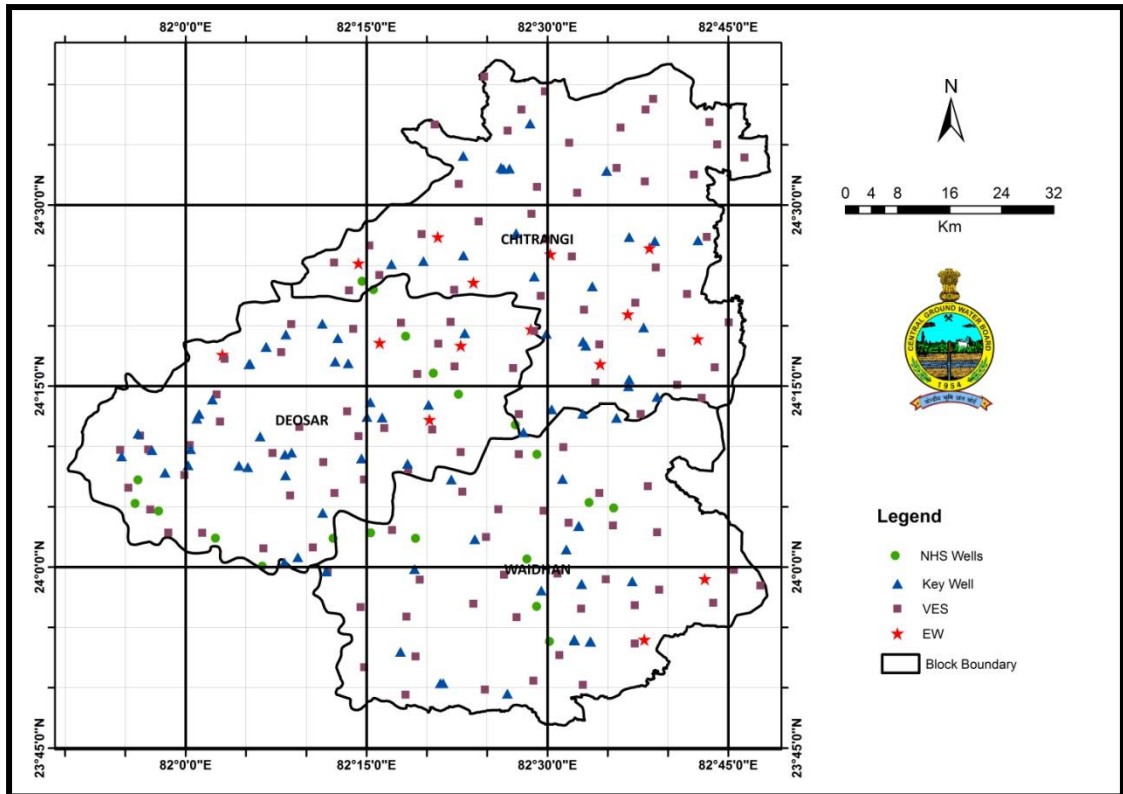 82°0'0"E 82°15'0"E 82°30'0"E 82°45'0"E
N
0 4 8 16 24 32
Km
24°30'0"N 24°30'0"N
CHITRANGI
CENTRAL GROUND WATER BOARD
1954
24°15'0"N 24°15'0"N
DEOSAR
Legend
NHS Wells
Key Well
VES
EW
Block Boundary
24°0'0"N 24°0'0"N
WAIDHAN
23°45'0"N 23°45'0"N
82°0'0"E 82°15'0"E 82°30'0"E 82°45'0"E